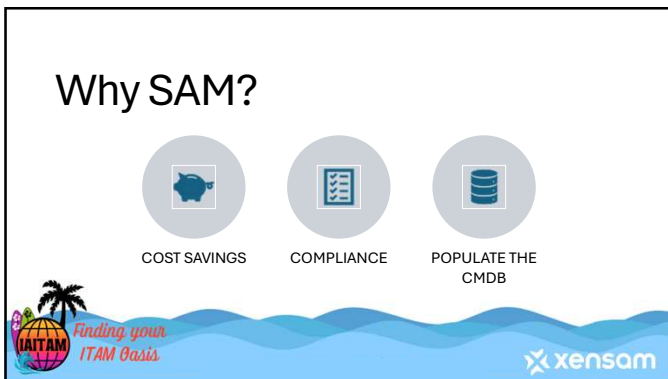 Why SAM?
COST SAVINGS
COMPLIANCE
POPULATE THE
CMDB
Finding your
ITAM Oasis
IAITAM
xensam